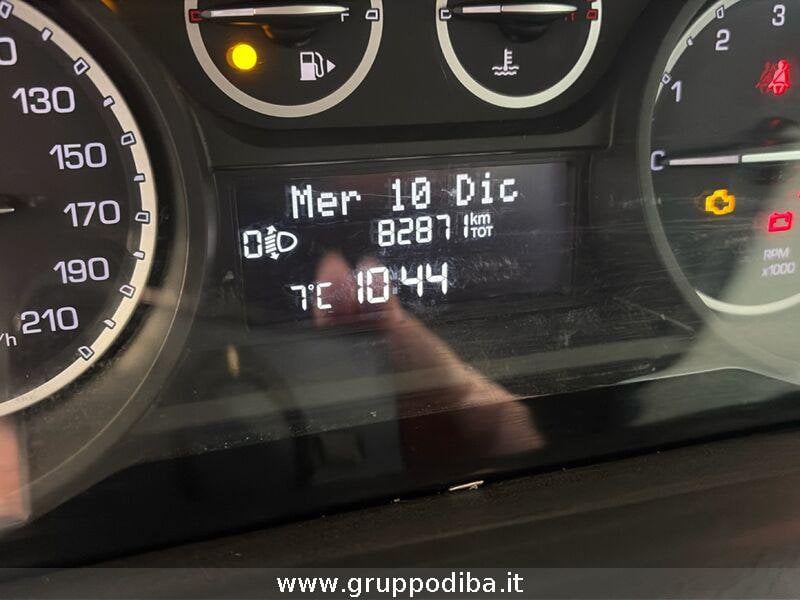 F
130
150
170
190
210
/h
Mer 10 Dic
0
82871 km TOT
7°C 10:44
1
2
3
RPM x1000
www.gruppodiba.it